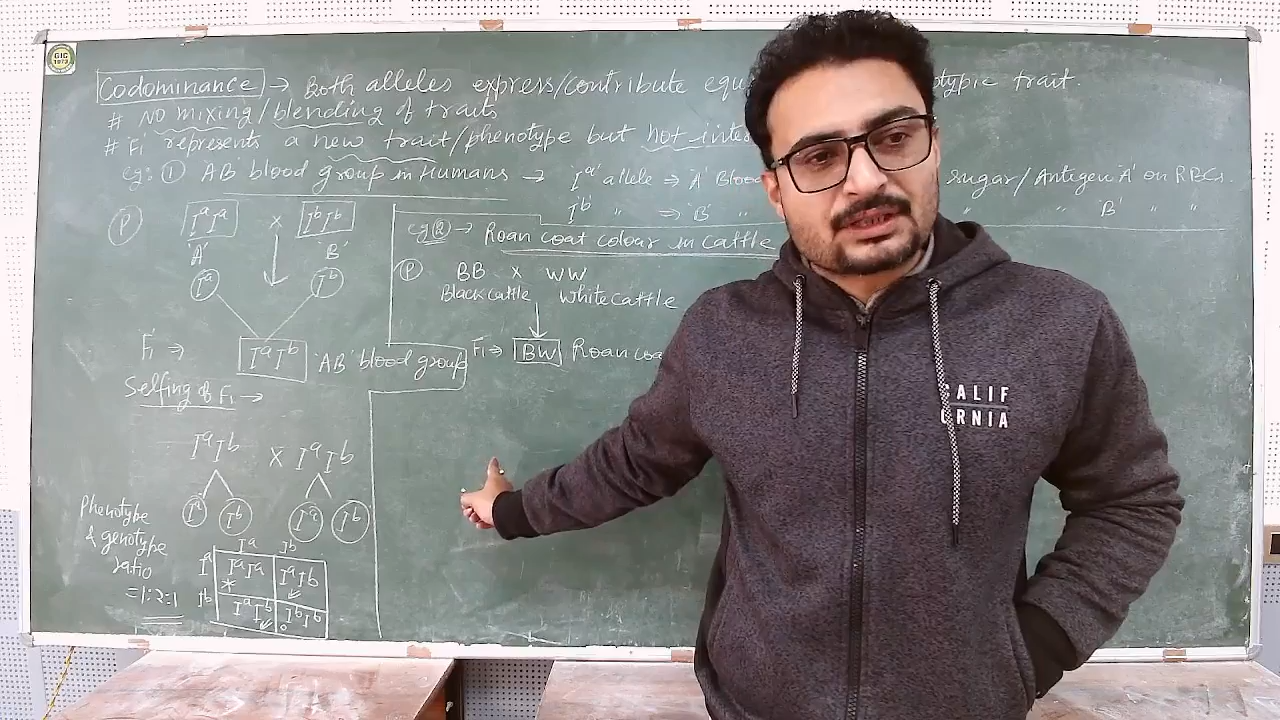 GIC
1973
Codominance → Both alleles express/contribute equ typic trait.
# NO mixing/blending of traits
# F1 represents a new trait/phenotype but not inter
eg: ① 'AB' blood group in Humans → Iᵃ allele ⇒ 'A' Blood sugar/Antigen 'A' on RBCs.
Iᵇ " ⇒ 'B' " " " 'B' " "
P IᵃIᵃ × IᵇIᵇ
'A' 'B'
Iᵃ Iᵇ
F1 ⇒ IᵃIᵇ 'AB' blood group
Selfing of F1 →
IᵃIᵇ × IᵃIᵇ
Iᵃ Iᵇ Iᵃ Iᵇ
Phenotype
& genotype
ratio
=1:2:1
Iᵃ Iᵇ
Iᵃ IᵃIᵃ IᵃIᵇ
*
Iᵇ IᵃIᵇ IᵇIᵇ
eg② → Roan coat colour in cattle
P BB × WW
Black cattle White cattle
F1 → BW Roan coa
CALIF
ORNIA